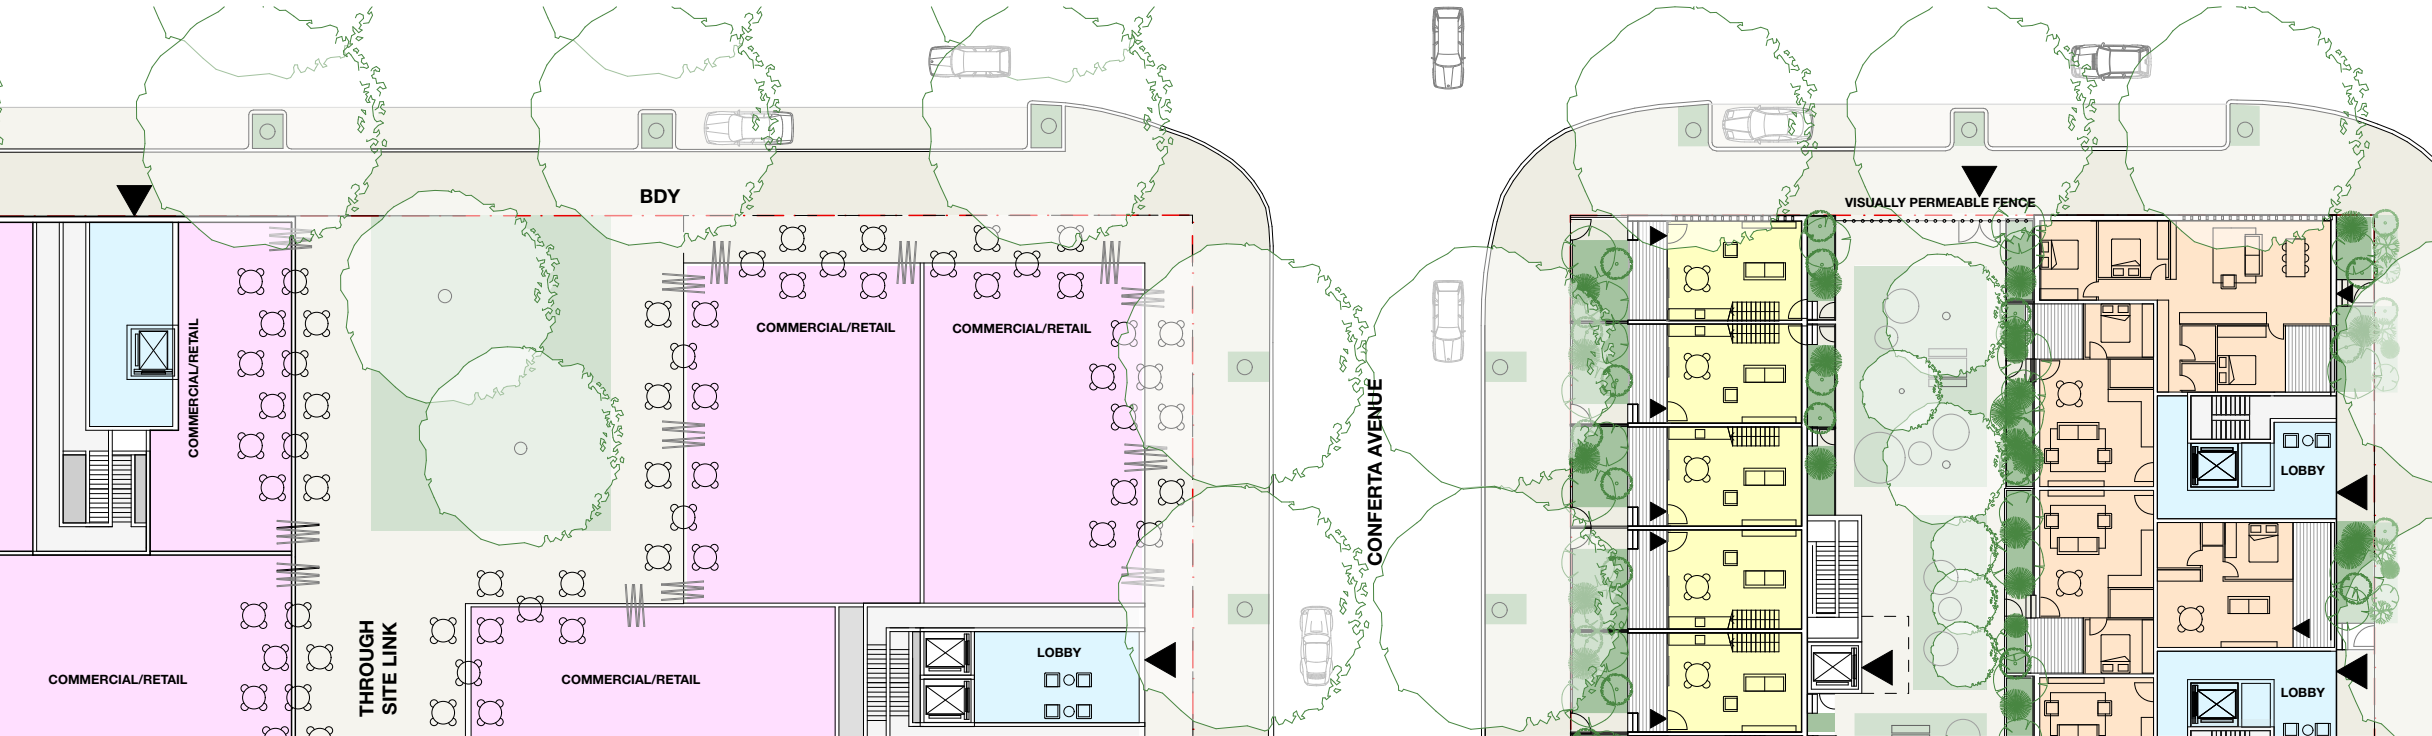 BDY
VISUALLY PERMEABLE FENCE
COMMERCIAL/RETAIL
COMMERCIAL/RETAIL
COMMERCIAL/RETAIL
CONFERTA AVENUE
LOBBY
THROUGH
SITE LINK
COMMERCIAL/RETAIL
COMMERCIAL/RETAIL
LOBBY
LOBBY